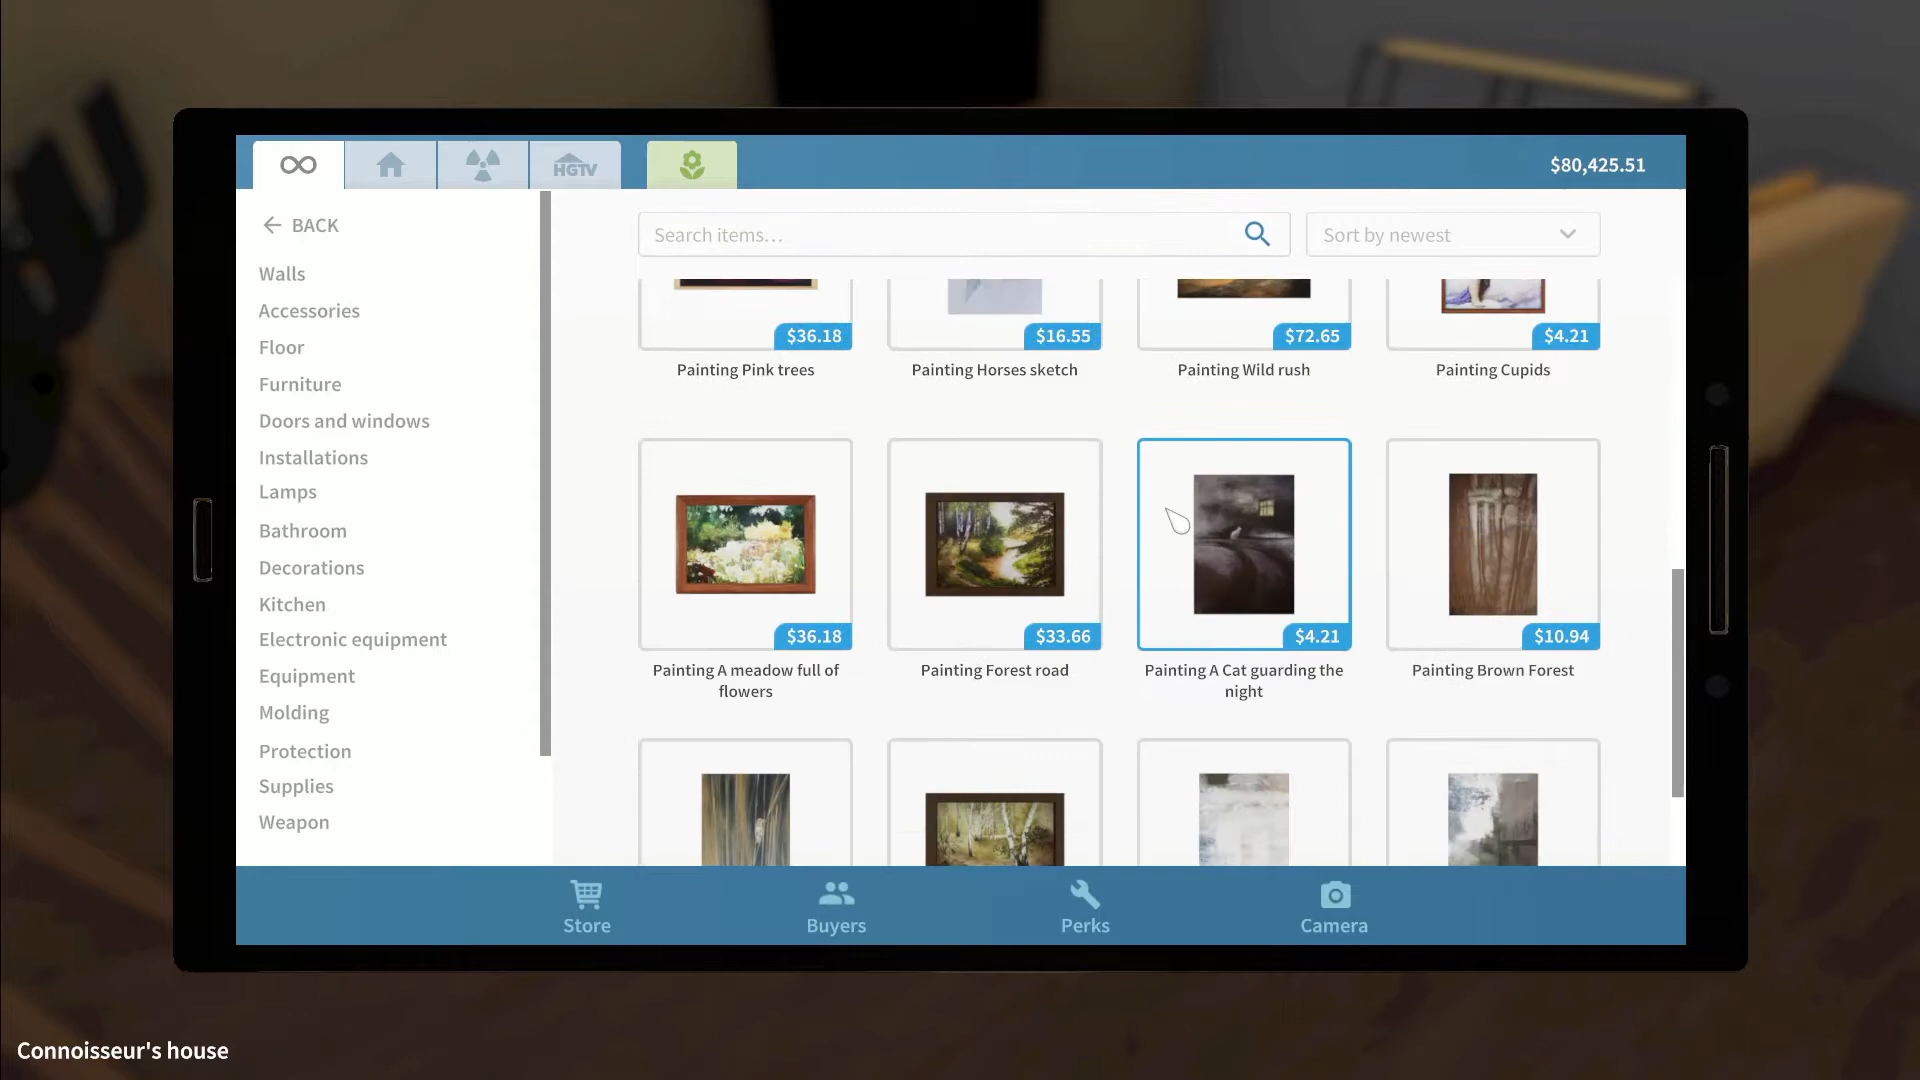 HGTV
$80,425.51
BACK
Walls
Accessories
Floor
Furniture
Doors and windows
Installations
Lamps
Bathroom
Decorations
Kitchen
Electronic equipment
Equipment
Molding
Protection
Supplies
Weapon
Search items...
Sort by newest
$36.18
$16.55
$72.65
$4.21
Painting Pink trees
Painting Horses sketch
Painting Wild rush
Painting Cupids
$36.18
$33.66
$4.21
$10.94
Painting A meadow full of
flowers
Painting Forest road
Painting A Cat guarding the
night
Painting Brown Forest
Store
Buyers
Perks
Camera
Connoisseur's house